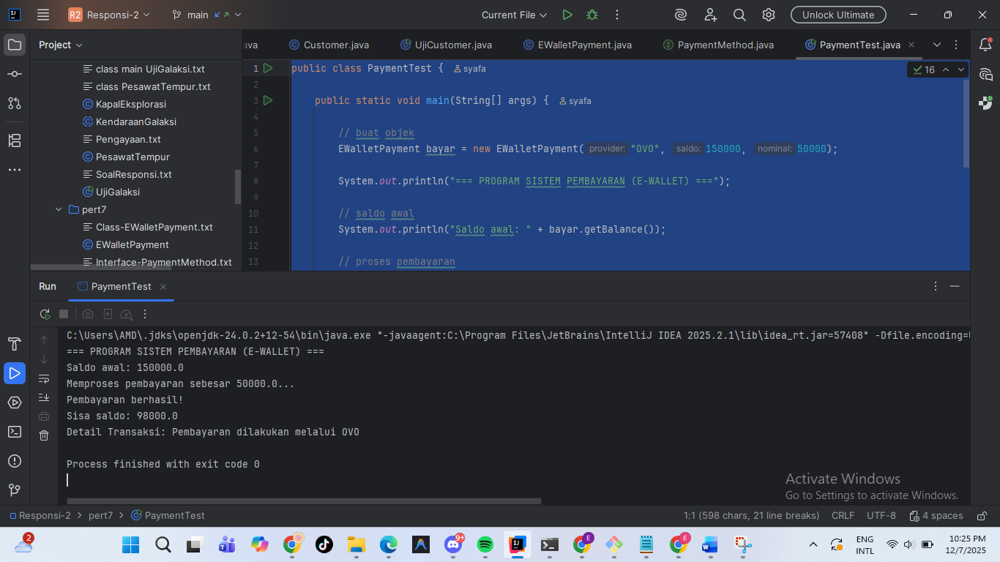 R2 Responsi-2 main Current File Unlock Ultimate
Project
ava Customer.java UjiCustomer.java EWalletPayment.java PaymentMethod.java PaymentTest.java
class main UjiGalaksi.txt
class PesawatTempur.txt
KapalEksplorasi
KendaraanGalaksi
Pengayaan.txt
PesawatTempur
SoalResponsi.txt
UjiGalaksi
pert7
Class-EWalletPayment.txt
EWalletPayment
Interface-PaymentMethod.txt
16
1 public class PaymentTest { syafa
2
3 public static void main(String[] args) { syafa
4
5 // buat objek
6 EWalletPayment bayar = new EWalletPayment( provider: "OVO", saldo: 150000, nominal: 50000);
7
8 System.out.println("=== PROGRAM SISTEM PEMBAYARAN (E-WALLET) ===");
9
10 // saldo awal
11 System.out.println("Saldo awal: " + bayar.getBalance());
12
13 // proses pembayaran
Run PaymentTest
C:\Users\AMD\.jdks\openjdk-24.0.2+12-54\bin\java.exe "-javaagent:C:\Program Files\JetBrains\IntelliJ IDEA 2025.2.1\lib\idea_rt.jar=57408" -Dfile.encoding=
=== PROGRAM SISTEM PEMBAYARAN (E-WALLET) ===
Saldo awal: 150000.0
Memproses pembayaran sebesar 50000.0...
Pembayaran berhasil!
Sisa saldo: 98000.0
Detail Transaksi: Pembayaran dilakukan melalui OVO
Process finished with exit code 0
Activate Windows
Go to Settings to activate Windows.
Responsi-2 > pert7 > PaymentTest 1:1 (598 chars, 21 line breaks) CRLF UTF-8 4 spaces
2 9+ E E ENG INTL 10:25 PM
12/7/2025